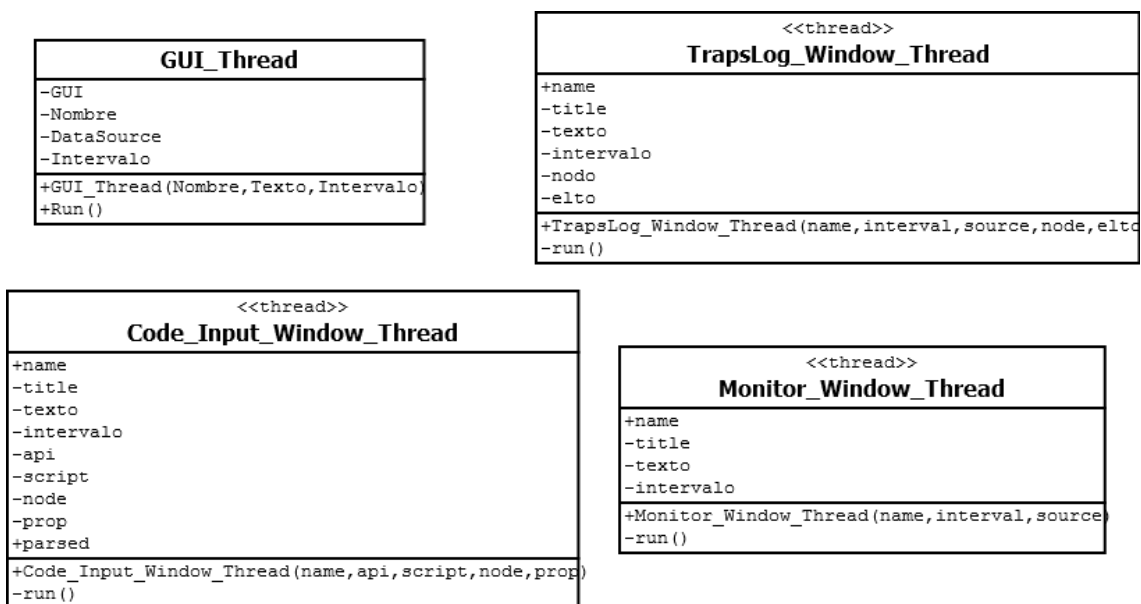 GUI_Thread
-GUI
-Nombre
-DataSource
-Intervalo
+GUI_Thread(Nombre,Texto,Intervalo)
+Run()
<<thread>>
TrapsLog_Window_Thread
+name
-title
-texto
-intervalo
-nodo
-elto
+TrapsLog_Window_Thread(name,interval,source,node,elto
-run()
<<thread>>
Code_Input_Window_Thread
+name
-title
-texto
-intervalo
-api
-script
-node
-prop
+parsed
+Code_Input_Window_Thread(name,api,script,node,prop)
-run()
<<thread>>
Monitor_Window_Thread
+name
-title
-texto
-intervalo
+Monitor_Window_Thread(name,interval,source)
-run()